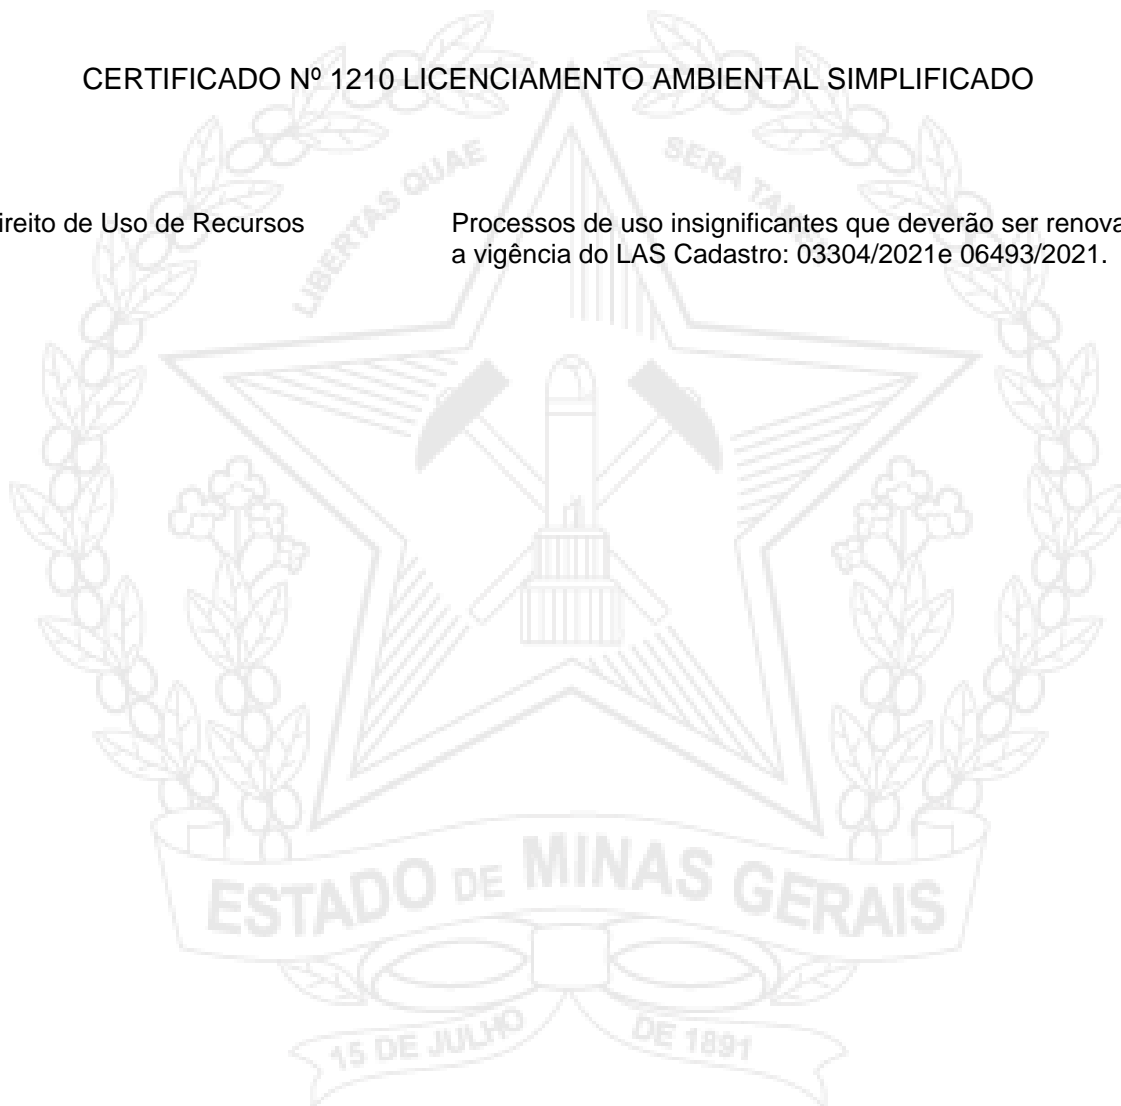 CERTIFICADO Nº 1210 LICENCIAMENTO AMBIENTAL SIMPLIFICADO
LIBERTAS QUAE SERA TAMEN
ireito de Uso de Recursos
Processos de uso insignificantes que deverão ser renova
a vigência do LAS Cadastro: 03304/2021e 06493/2021.
ESTADO DE MINAS GERAIS
15 DE JULHO DE 1891